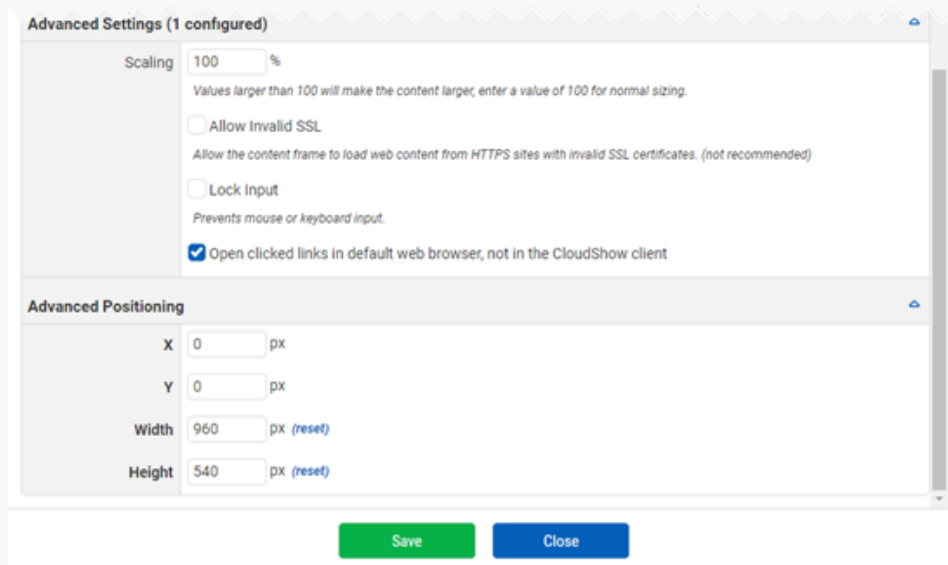 Advanced Settings (1 configured)
Scaling 100 %
Values larger than 100 will make the content larger, enter a value of 100 for normal sizing.
Allow Invalid SSL
Allow the content frame to load web content from HTTPS sites with invalid SSL certificates. (not recommended)
Lock Input
Prevents mouse or keyboard input.
Open clicked links in default web browser, not in the CloudShow client
Advanced Positioning
X 0 px
Y 0 px
Width 960 px (reset)
Height 540 px (reset)
Save Close